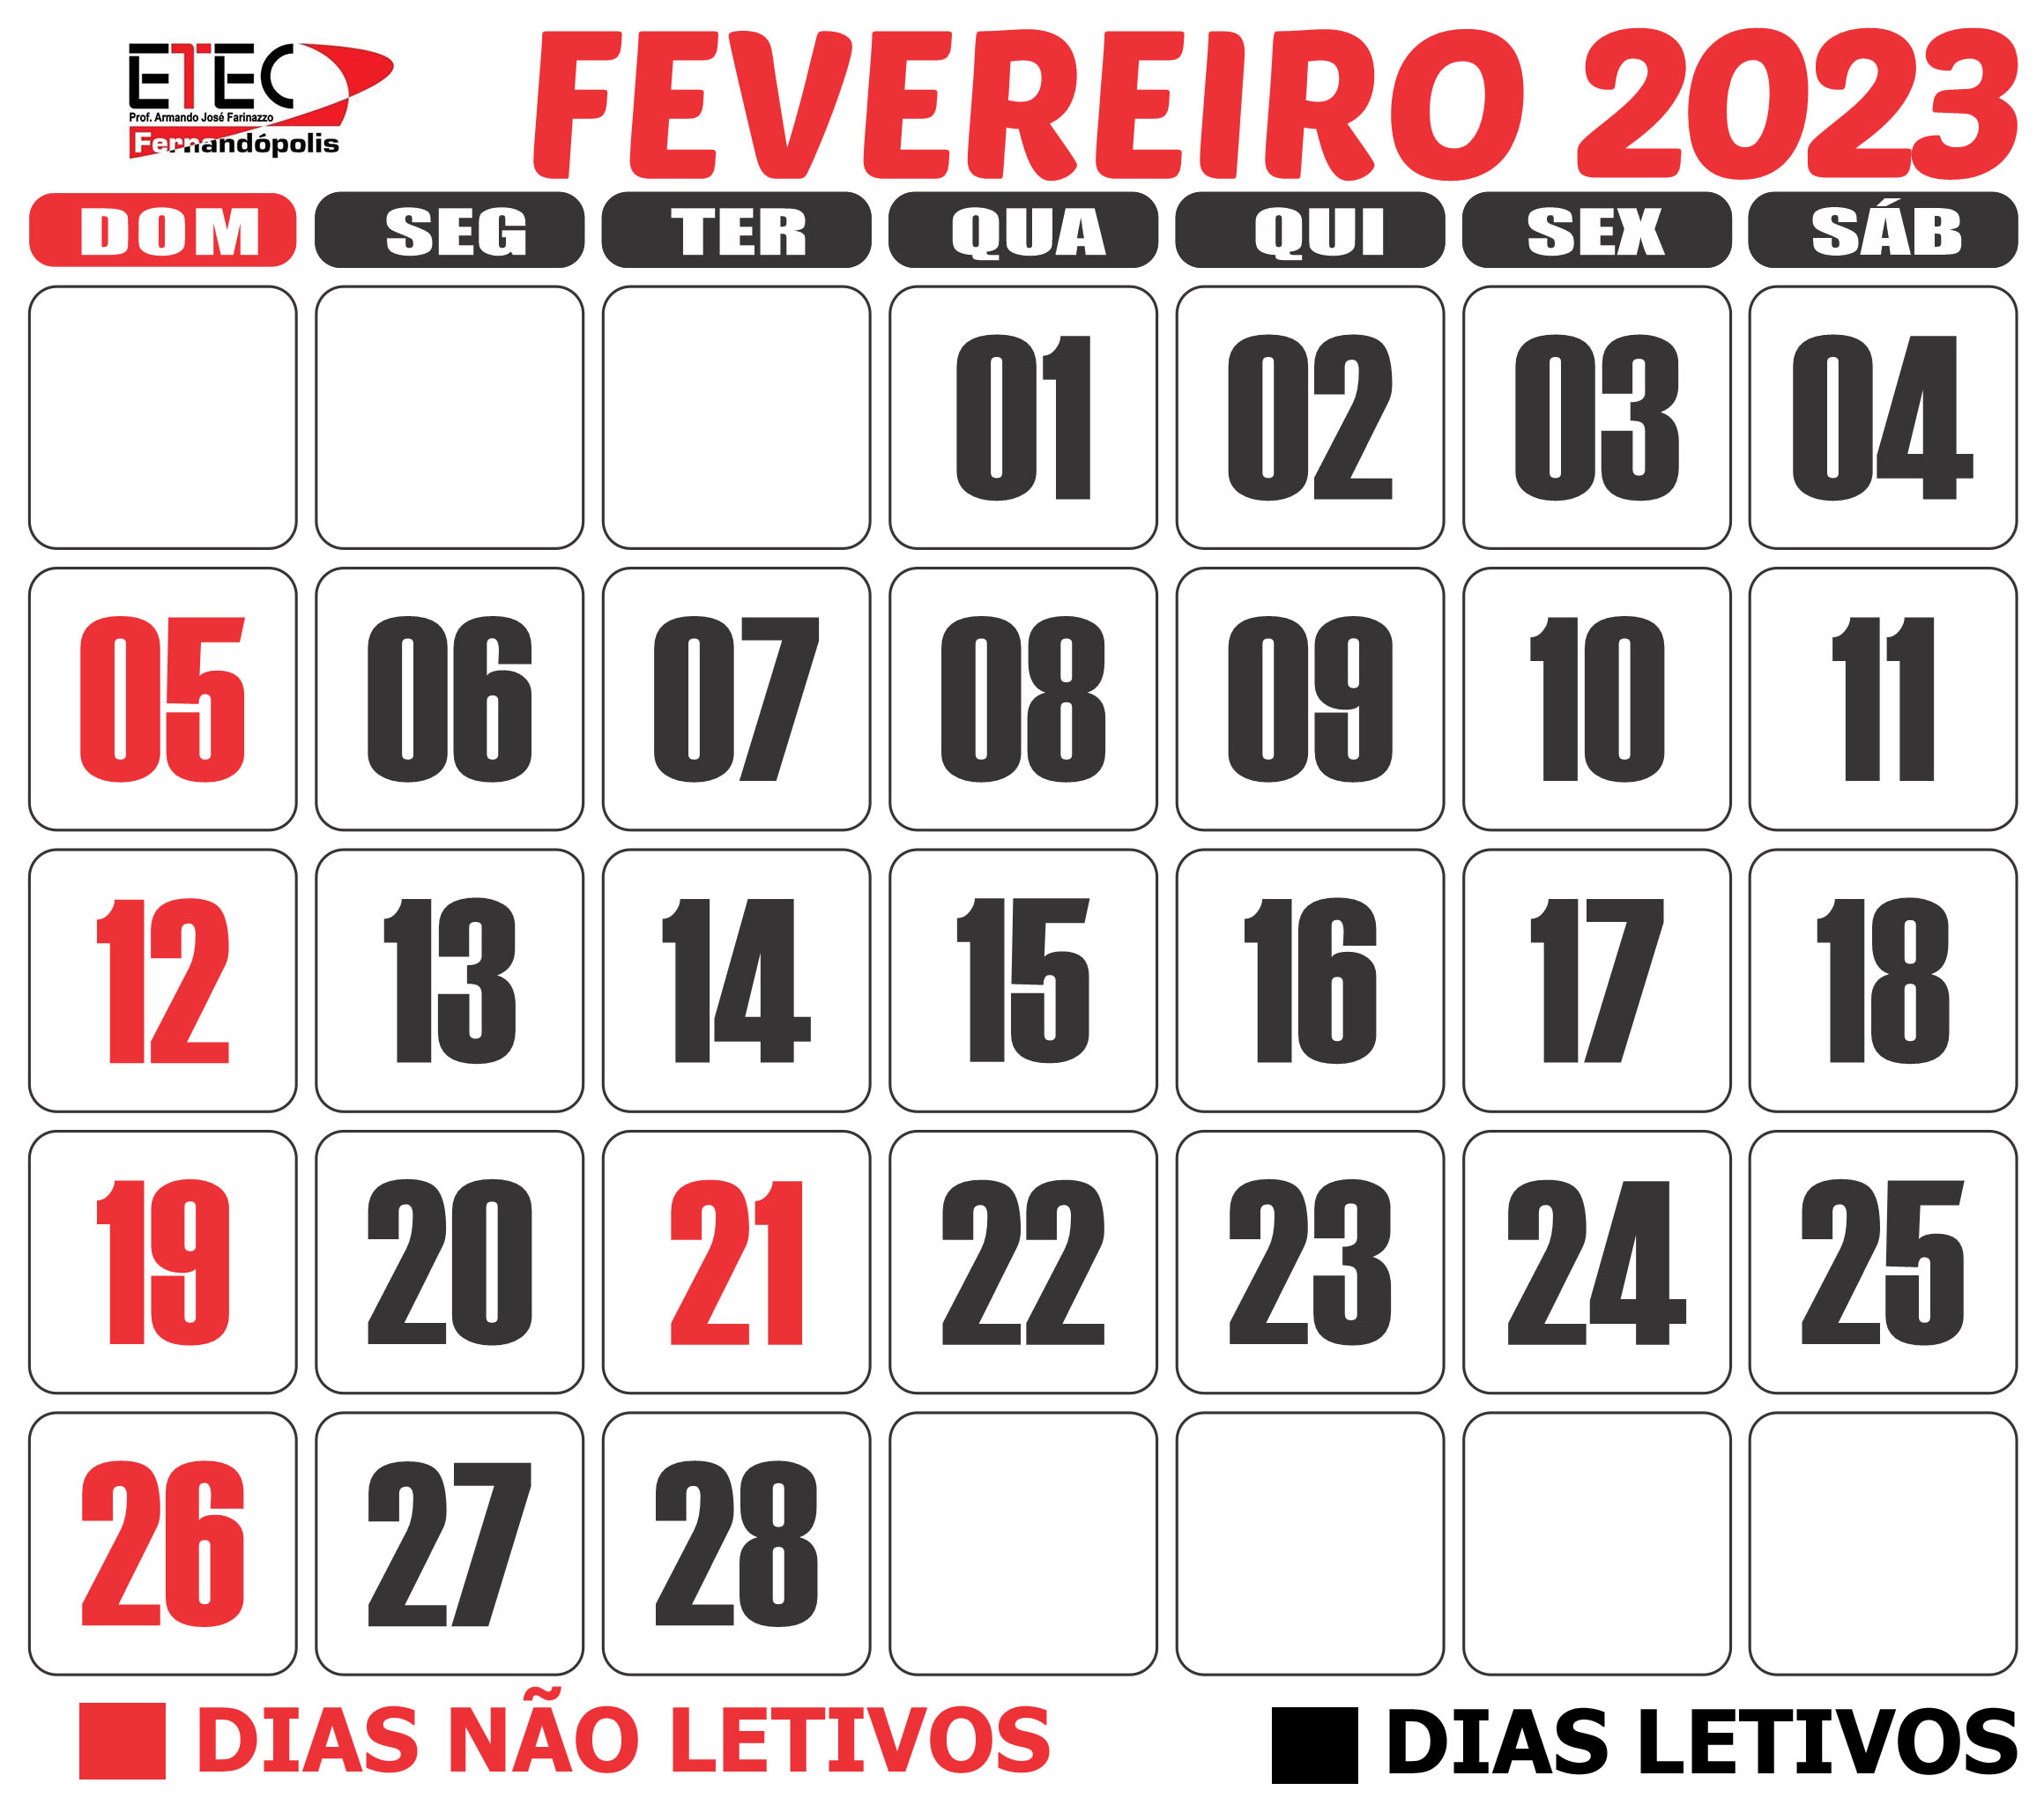 ETEC
Prof. Armando José Farinazzo
Fernandópolis
FEVEREIRO 2023
DOM SEG TER QUA QUI SEX SÁB
01 02 03 04
05 06 07 08 09 10 11
12 13 14 15 16 17 18
19 20 21 22 23 24 25
26 27 28
DIAS NÃO LETIVOS DIAS LETIVOS